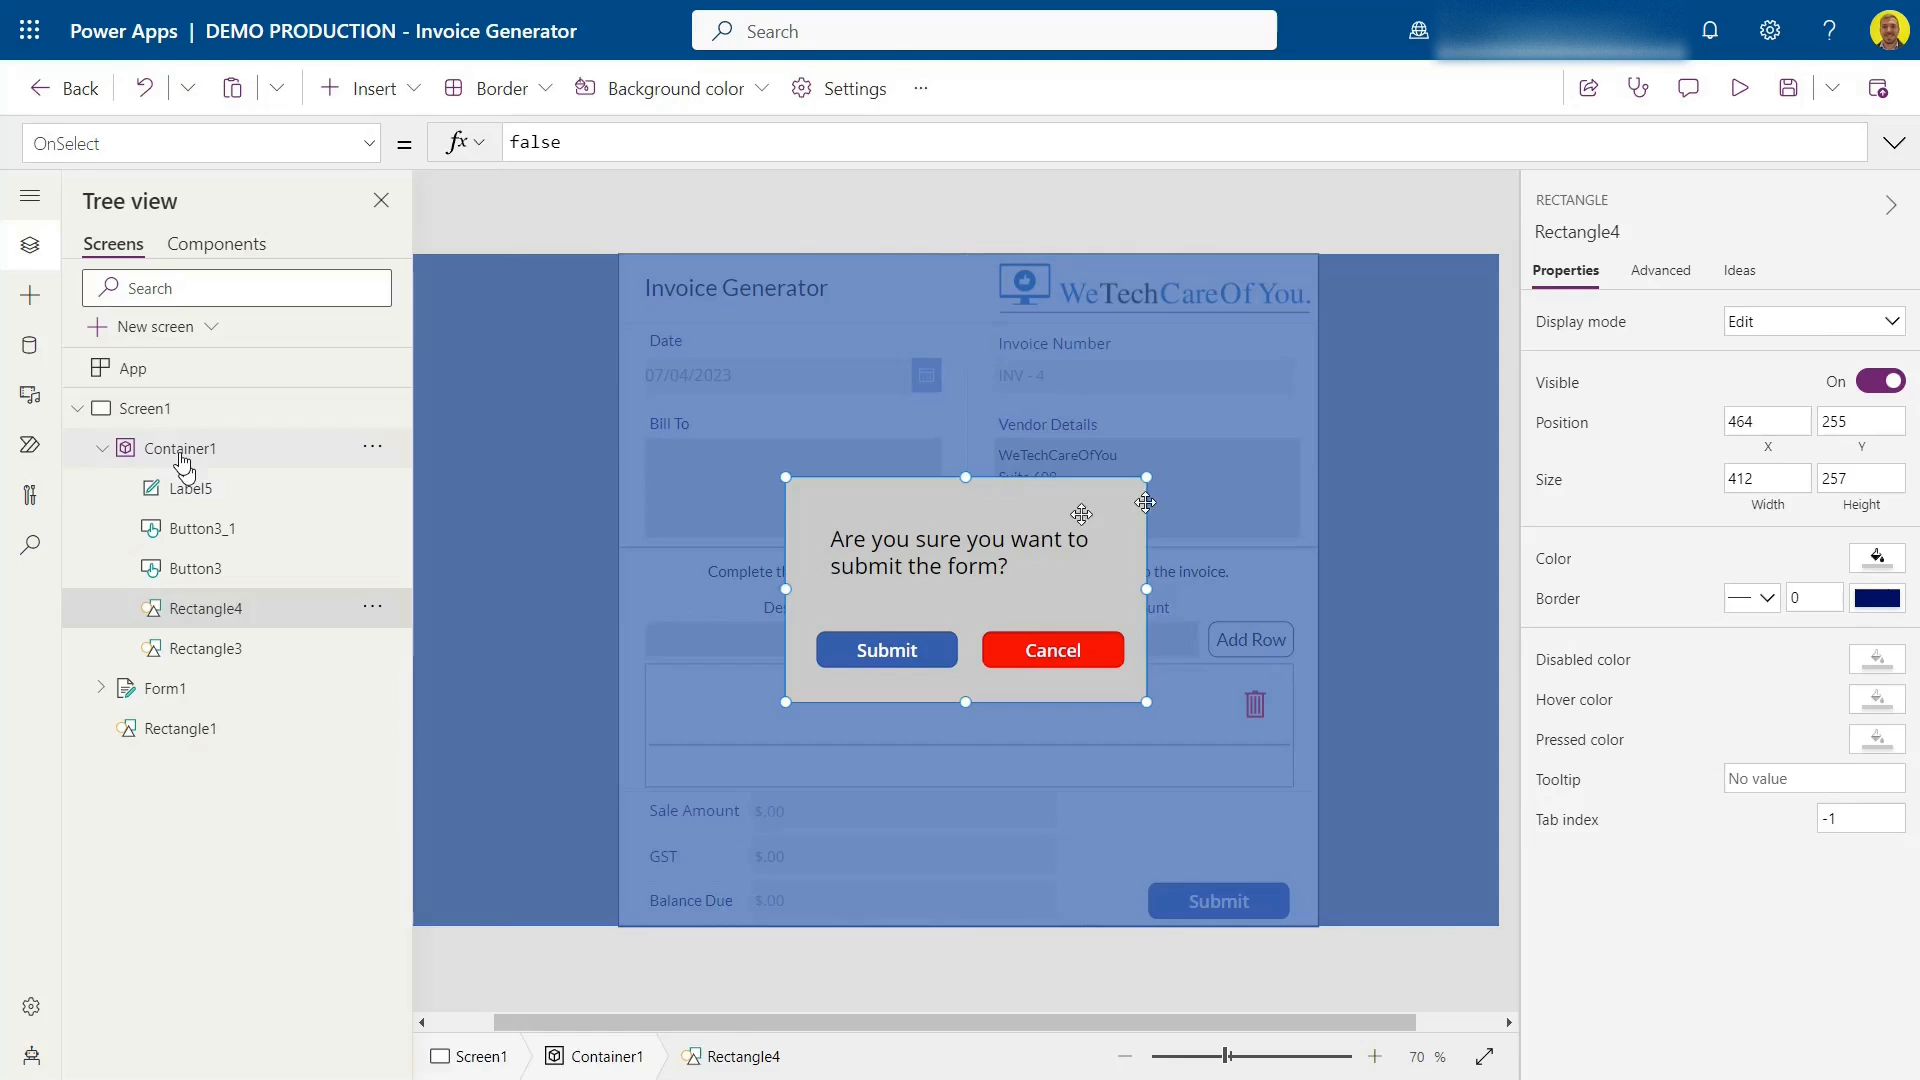 Power Apps | DEMO PRODUCTION - Invoice Generator
Search
Back
Insert
Border
Background color
Settings
OnSelect
=
fx
false
Tree view
Screens
Components
Search
New screen
App
Screen1
Container1
Label5
Button3_1
Button3
Rectangle4
Rectangle3
Form1
Rectangle1
Invoice Generator
WeTechCareOf You.
Date
Invoice Number
07/04/2023
INV - 4
Bill To
Vendor Details
WeTechCareOfYou
Are you sure you want to
submit the form?
Submit
Cancel
Complete t
o the invoice.
De
unt
Add Row
Sale Amount
$.00
GST
$.00
Balance Due
$.00
Submit
Screen1
Container1
Rectangle4
70 %
RECTANGLE
Rectangle4
Properties
Advanced
Ideas
Display mode
Edit
Visible
On
Position
464
255
X
Y
Size
412
257
Width
Height
Color
Border
0
Disabled color
Hover color
Pressed color
Tooltip
No value
Tab index
-1